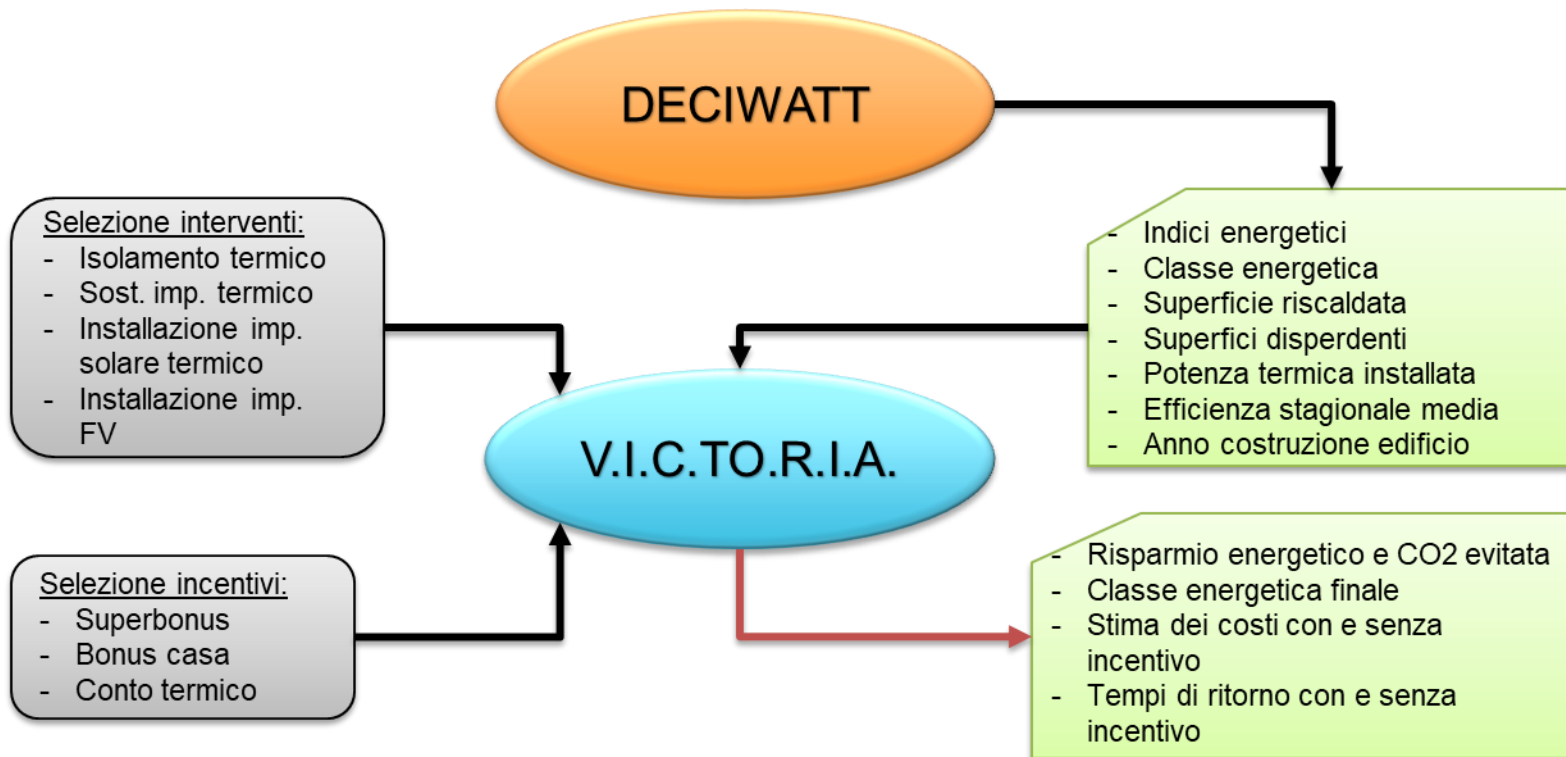 DECIWATT
Selezione interventi:
- Isolamento termico
- Sost. imp. termico
- Installazione imp.
solare termico
- Installazione imp.
FV
- Indici energetici
- Classe energetica
- Superficie riscaldata
- Superfici disperdenti
- Potenza termica installata
- Efficienza stagionale media
- Anno costruzione edificio
V.I.C.TO.R.I.A.
Selezione incentivi:
- Superbonus
- Bonus casa
- Conto termico
- Risparmio energetico e CO2 evitata
- Classe energetica finale
- Stima dei costi con e senza
incentivo
- Tempi di ritorno con e senza
incentivo